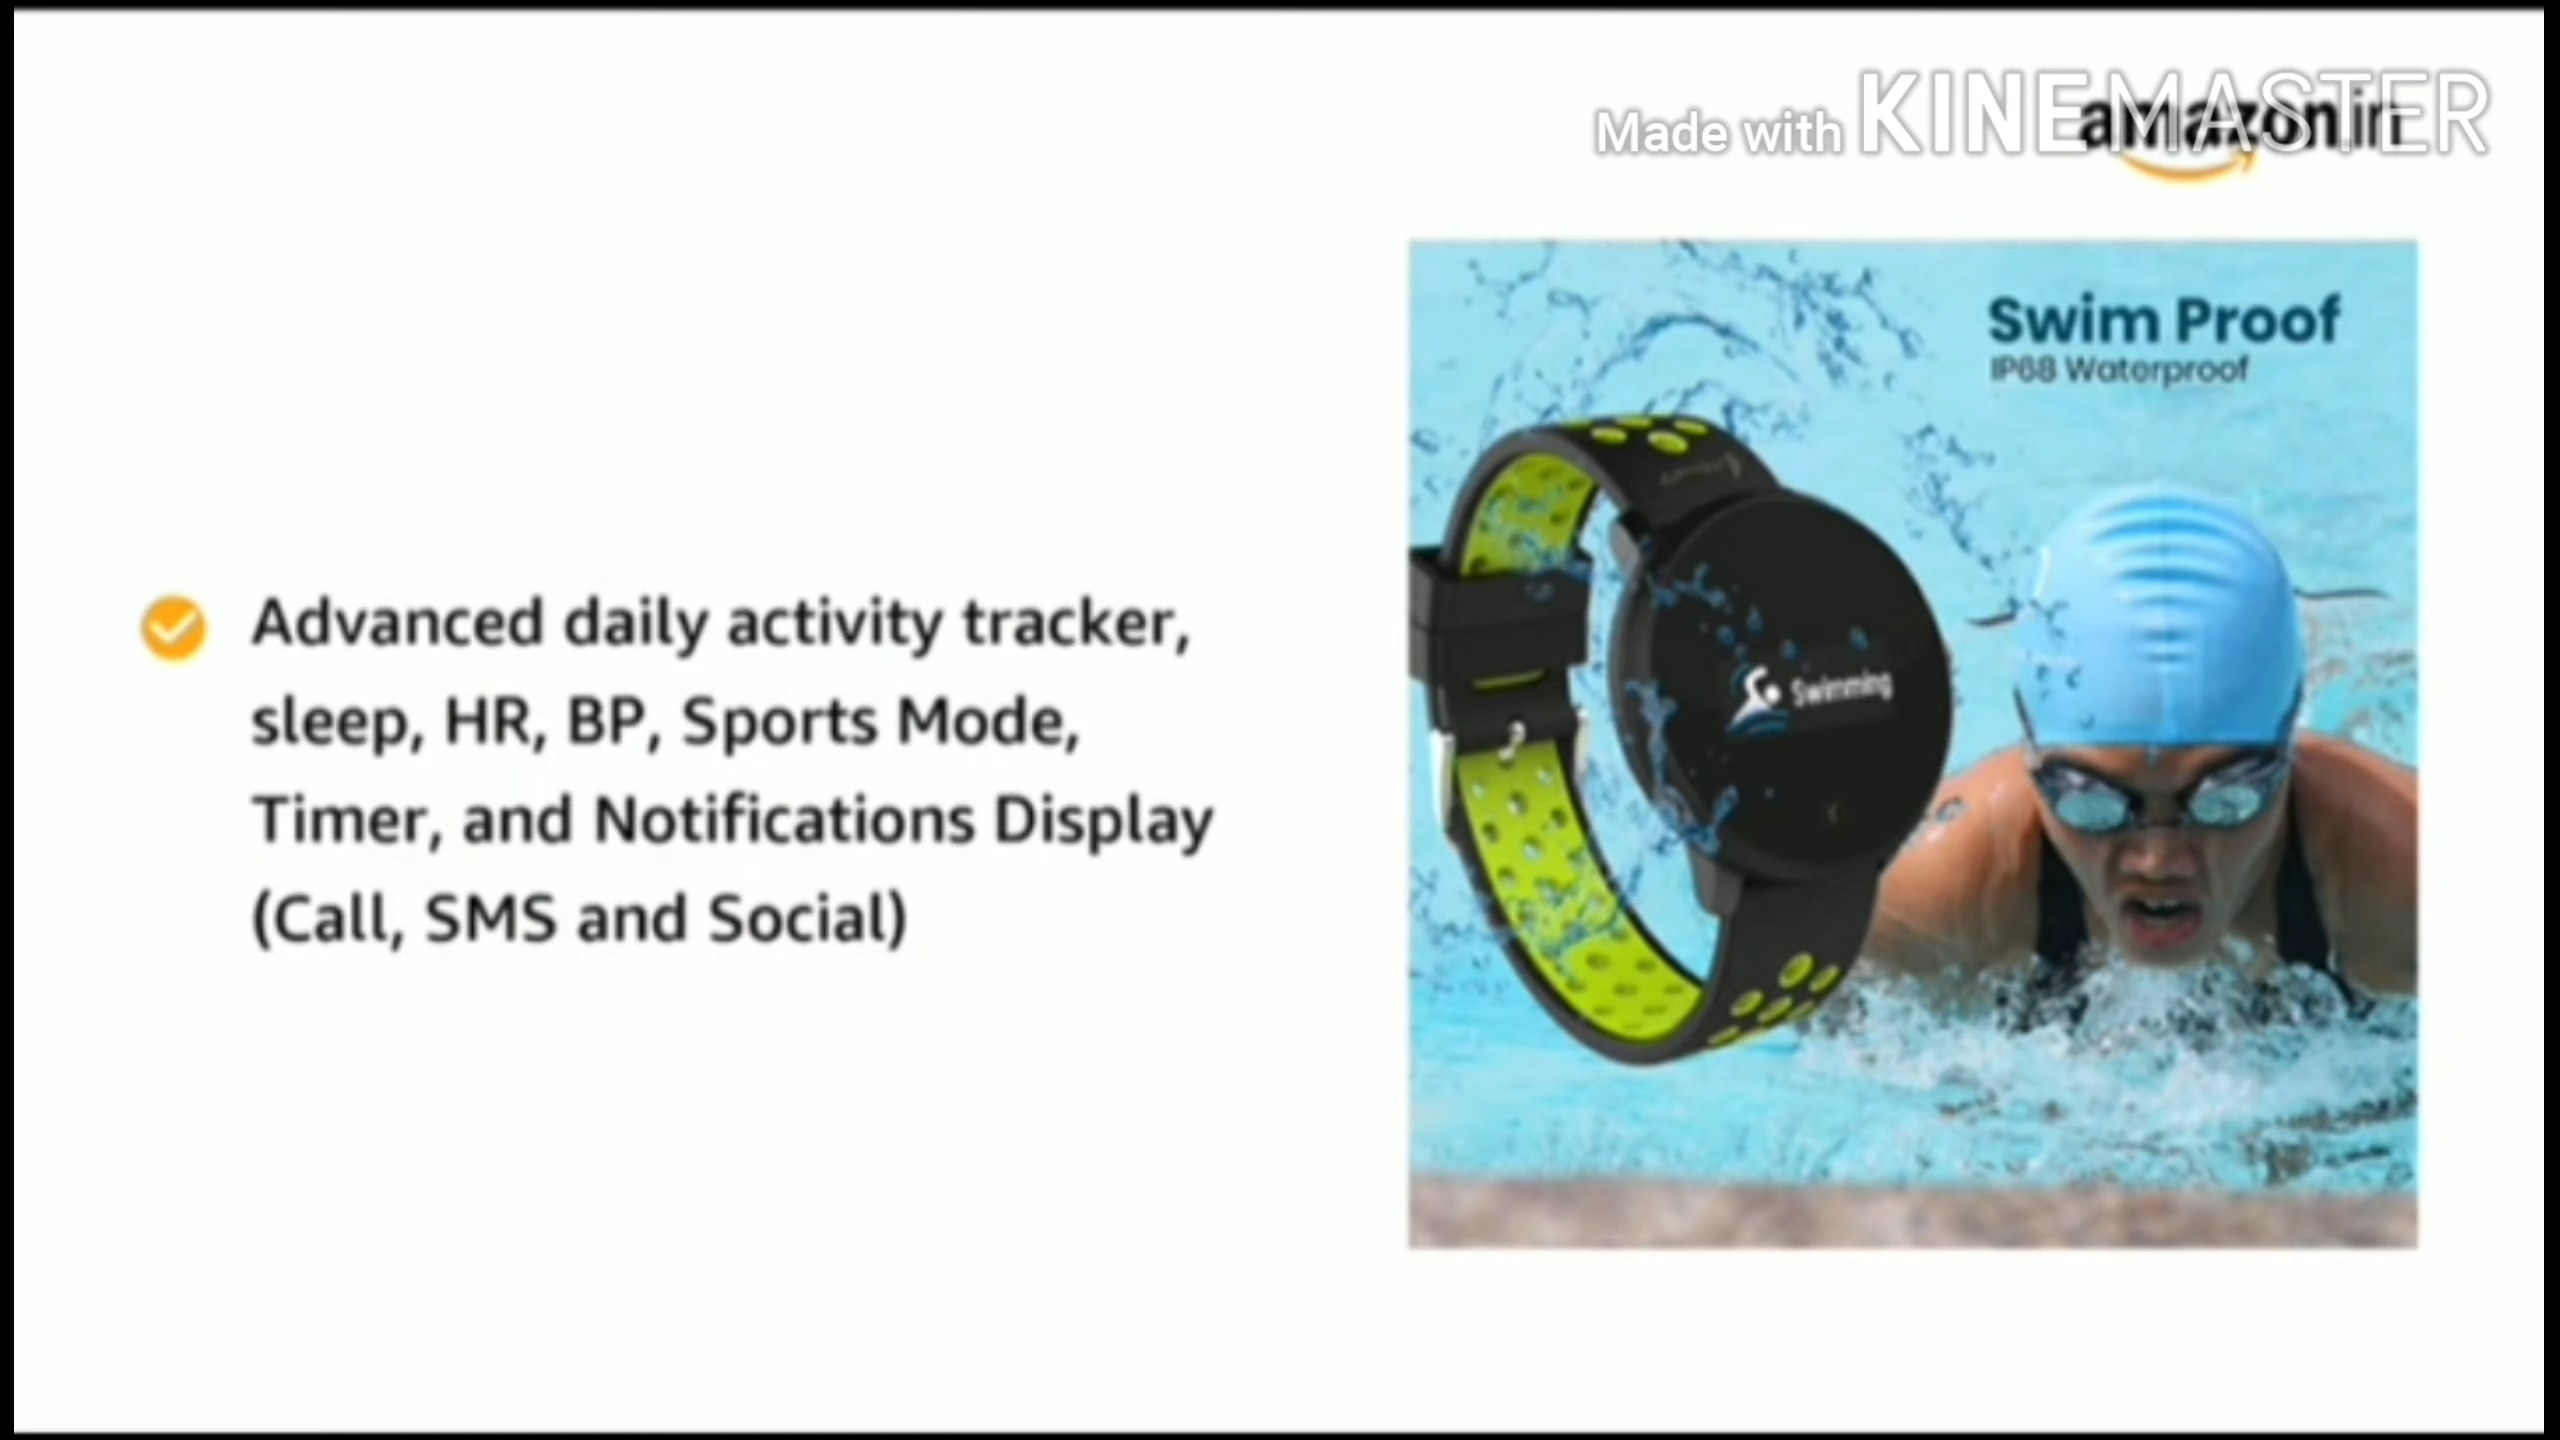 Made with KINEMASTER
amazon.in
Swim Proof
IP68 Waterproof
Swimming
Advanced daily activity tracker,
sleep, HR, BP, Sports Mode,
Timer, and Notifications Display
(Call, SMS and Social)